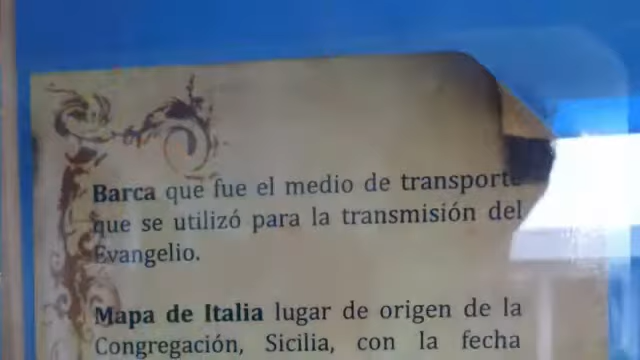 Barca que fue el medio de transporte
que se utilizó para la transmisión del
Evangelio.
Mapa de Italia lugar de origen de la
Congregación, Sicilia, con la fecha